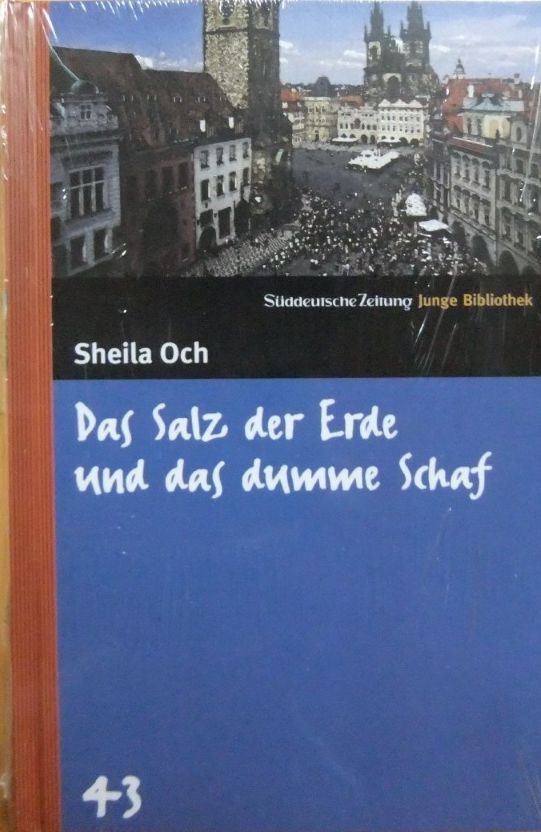 Süddeutsche Zeitung Junge Bibliothek
Sheila Och
Das Salz der Erde
und das dumme Schaf
43